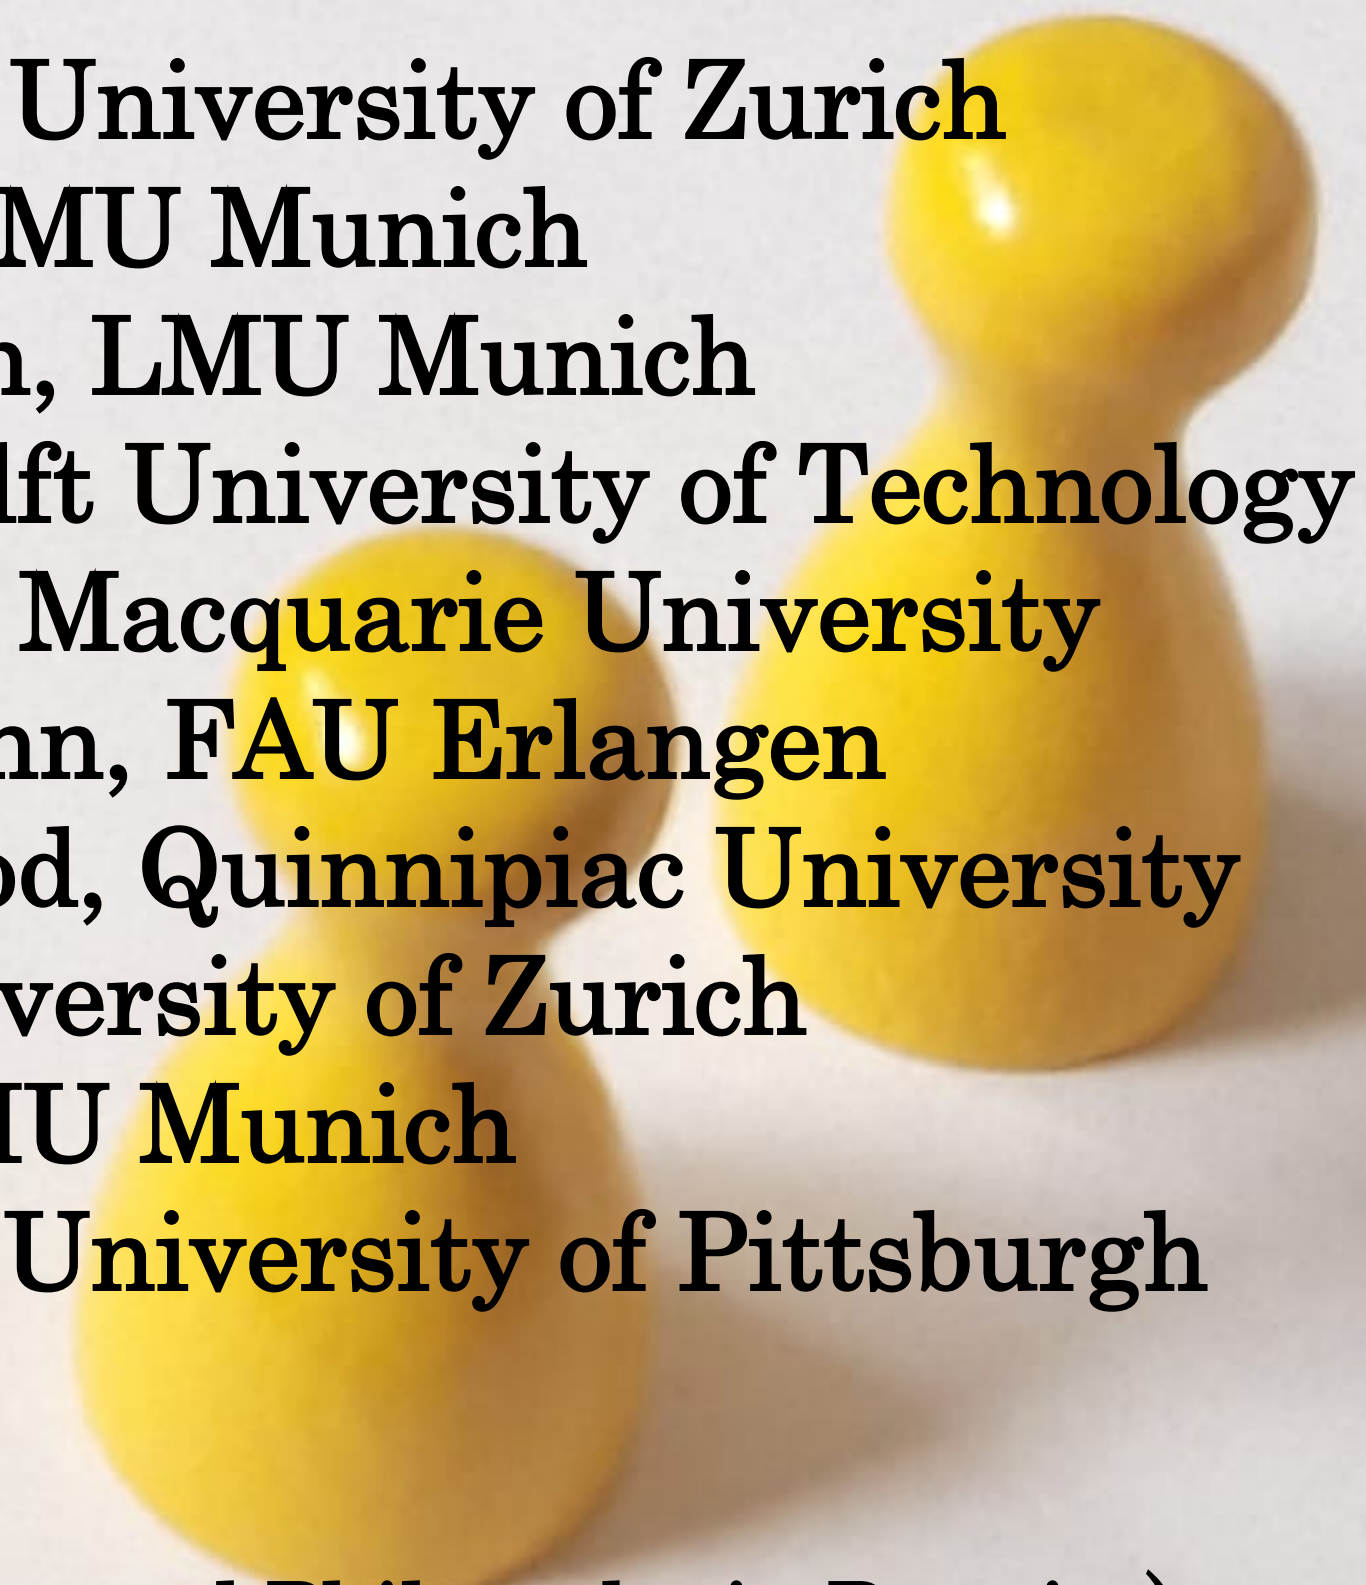 University of Zurich
MU Munich
n, LMU Munich
lft University of Technology
Macquarie University
nn, FAU Erlangen
od, Quinnipiac University
versity of Zurich
IU Munich
University of Pittsburgh